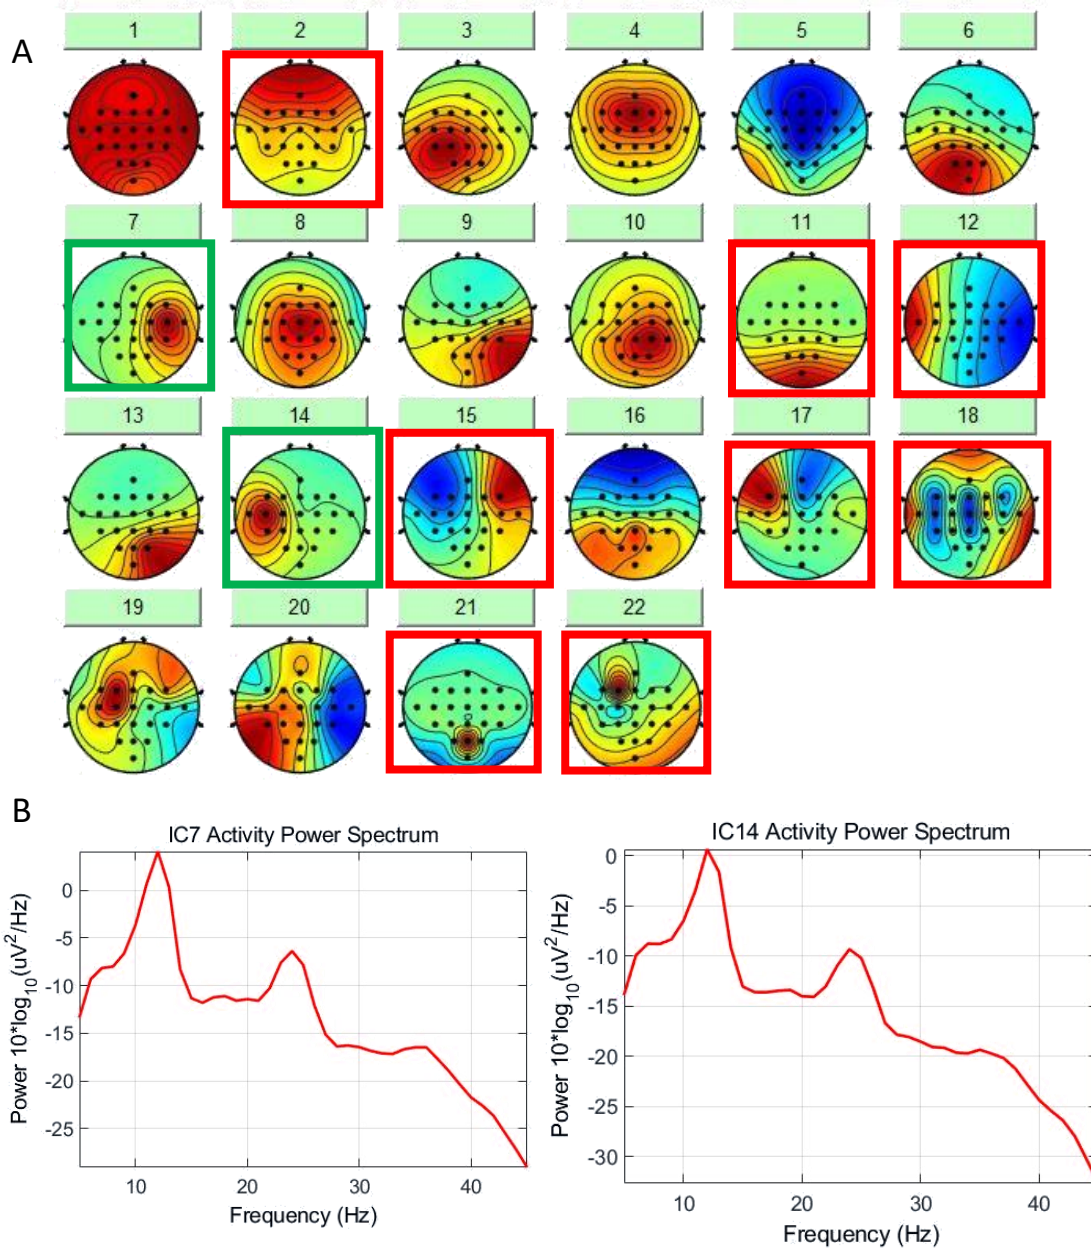 A
1 2 3 4 5 6
7 8 9 10 11 12
13 14 15 16 17 18
19 20 21 22
B
IC7 Activity Power Spectrum
Power 10*log10(uV2/Hz)
0
-5
-10
-15
-20
-25
10 20 30 40
Frequency (Hz)
IC14 Activity Power Spectrum
Power 10*log10(uV2/Hz)
0
-5
-10
-15
-20
-25
-30
10 20 30 40
Frequency (Hz)